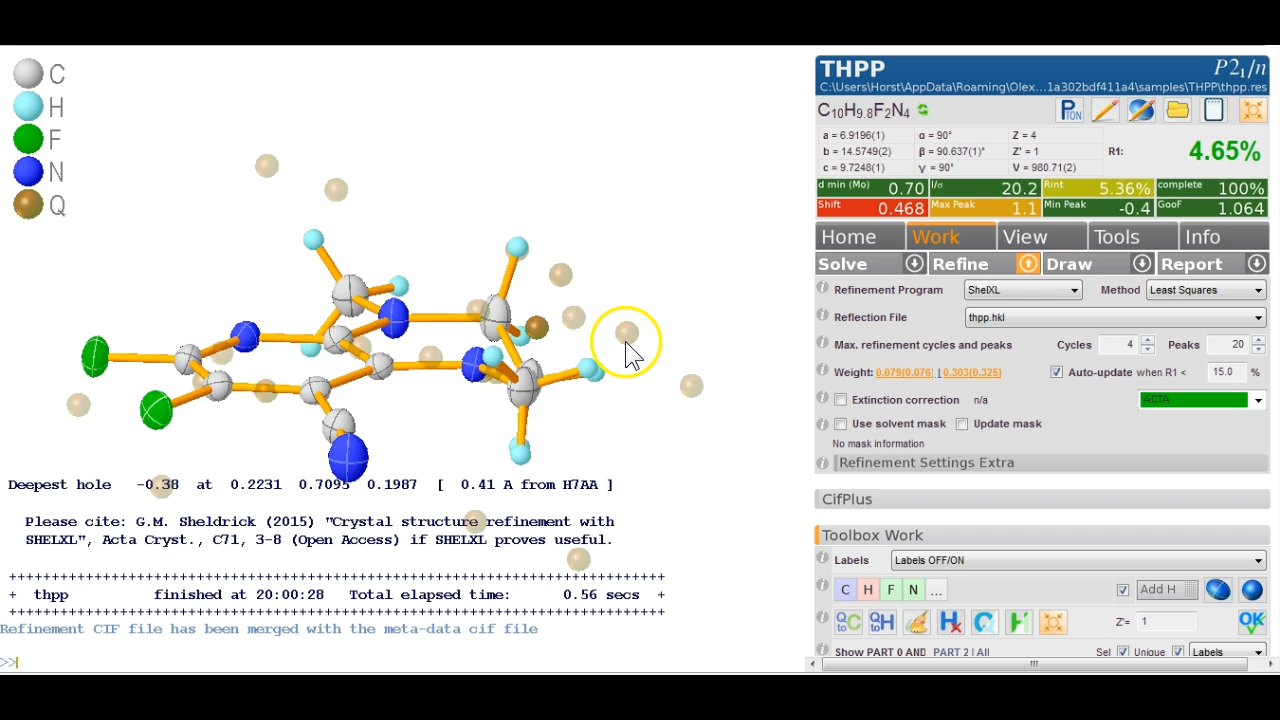 C
H
F
N
Q
Deepest hole -0.38 at 0.2231 0.7095 0.1987 [ 0.41 A from H7AA ]
Please cite: G.M. Sheldrick (2015) "Crystal structure refinement with
SHELXL", Acta Cryst., C71, 3-8 (Open Access) if SHELXL proves useful.
+++++++++++++++++++++++++++++++++++++++++++++++++++++++++++++++++++++++++++++
+ thpp finished at 20:00:28 Total elapsed time: 0.56 secs +
+++++++++++++++++++++++++++++++++++++++++++++++++++++++++++++++++++++++++++++
Refinement CIF file has been merged with the meta-data cif file
>>
THPP P2₁/n
C:\Users\Horst\AppData\Roaming\Olex...1a302bdf411a4\samples\THPP\thpp.res
C₁₀H₉.₈F₂N₄
PTON
a = 6.9196(1) α = 90° Z = 4
b = 14.5749(2) β = 90.637(1)° Z' = 1
c = 9.7248(1) γ = 90° V = 980.71(2)
R1: 4.65%
d min (Mo) 0.70 I/σ 20.2 Rint 5.36% complete 100%
Shift 0.468 Max Peak 1.1 Min Peak -0.4 GooF 1.064
Home Work View Tools Info
Solve Refine Draw Report
Refinement Program ShelXL Method Least Squares
Reflection File thpp.hkl
Max. refinement cycles and peaks Cycles 4 Peaks 20
Weight: 0.079(0.076) | 0.303(0.325) Auto-update when R1 < 15.0 %
Extinction correction n/a ACTA
Use solvent mask Update mask
No mask information
Refinement Settings Extra
CifPlus
Toolbox Work
Labels Labels OFF/ON
C H F N ... Add H
Q to C Q to H H Z'= 1 OK
Show PART 0 AND PART 2 | All Sel Unique Labels